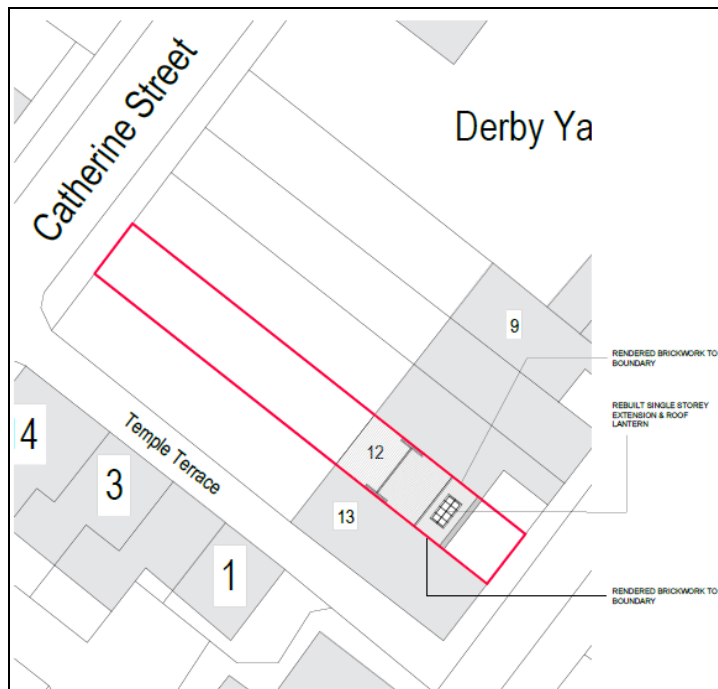 Catherine Street
Derby Ya
9
RENDERED BRICKWORK TO
BOUNDARY
REBUILT SINGLE STOREY
EXTENSION & ROOF
LANTERN
12
4
Temple Terrace
3
13
1
RENDERED BRICKWORK TO
BOUNDARY